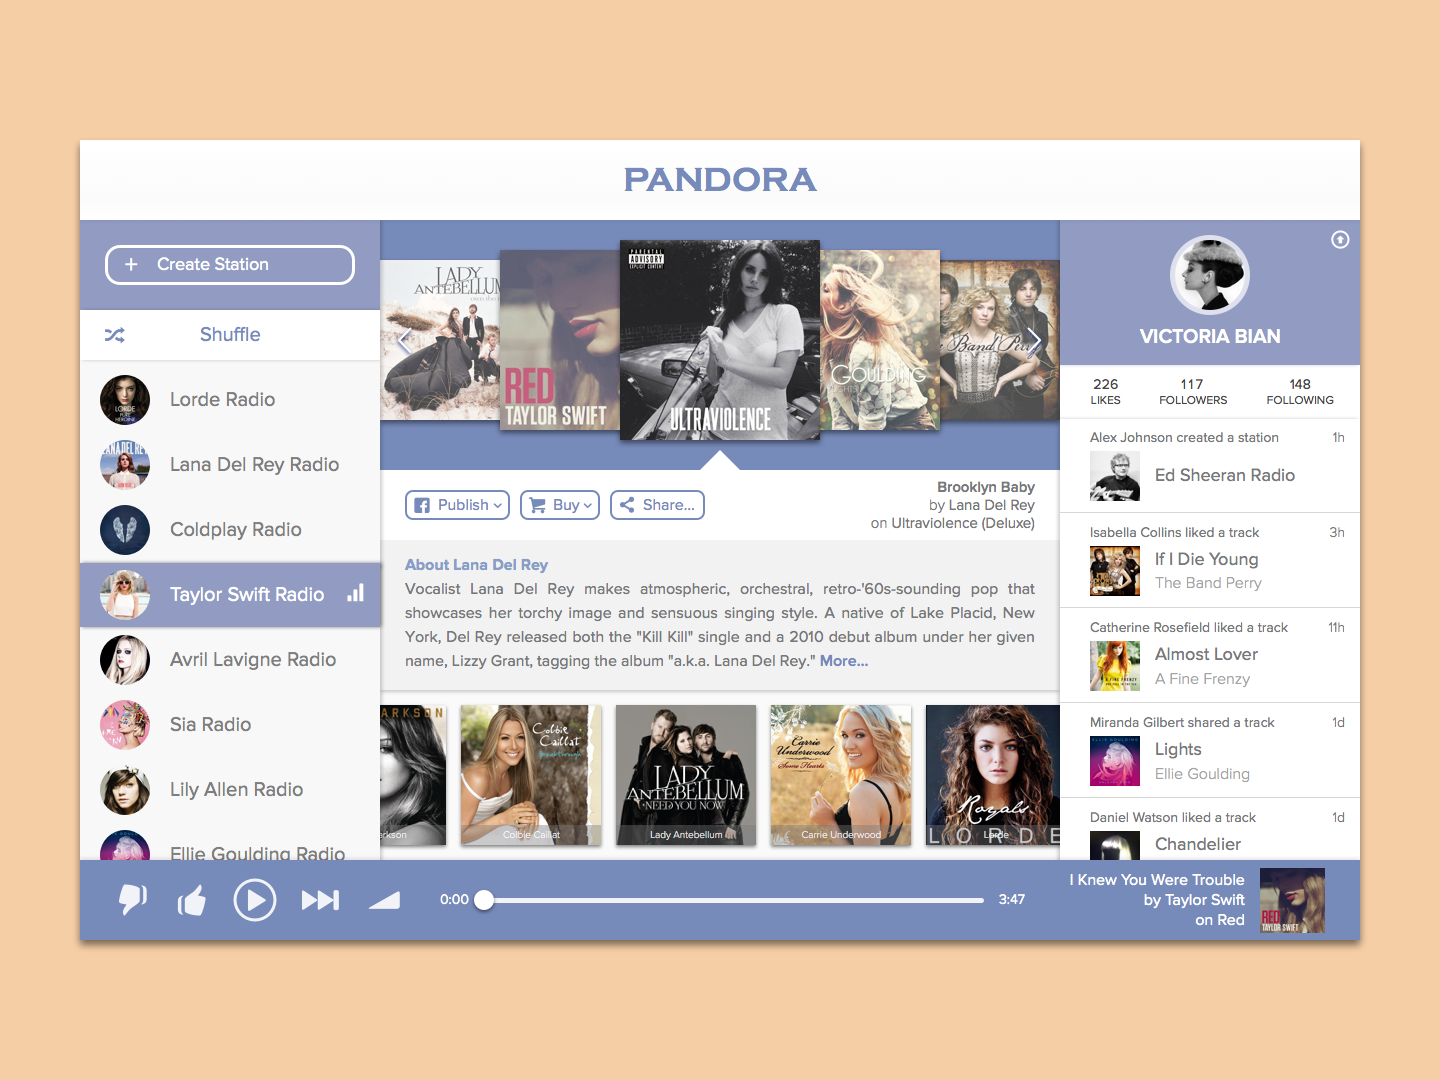 PANDORA
+ Create Station
Shuffle
Lorde Radio
Lana Del Rey Radio
Coldplay Radio
Taylor Swift Radio
Avril Lavigne Radio
Sia Radio
Lily Allen Radio
Ellie Goulding Radio
LADY
ANTEBELLUM
RED
TAYLOR SWIFT
PARENTAL
ADVISORY
EXPLICIT CONTENT
ULTRAVIOLENCE
GOULDING
LIGHTS
Band Perry
Publish
Buy
Share...
Brooklyn Baby
by Lana Del Rey
on Ultraviolence (Deluxe)
About Lana Del Rey
Vocalist Lana Del Rey makes atmospheric, orchestral, retro-'60s-sounding pop that
showcases her torchy image and sensuous singing style. A native of Lake Placid, New
York, Del Rey released both the "Kill Kill" single and a 2010 debut album under her given
name, Lizzy Grant, tagging the album "a.k.a. Lana Del Rey." More...
ARKSON
arkson
Colbie
Caillat
Breakthrough
Colbie Caillat
LADY
ANTEBELLUM
NEED YOU NOW
Lady Antebellum
Carrie
Underwood
Some Hearts
Carrie Underwood
Royals
LORDE
Lorde
VICTORIA BIAN
226 117 148
LIKES FOLLOWERS FOLLOWING
Alex Johnson created a station 1h
Ed Sheeran Radio
Isabella Collins liked a track 3h
If I Die Young
The Band Perry
Catherine Rosefield liked a track 11h
Almost Lover
A Fine Frenzy
A FINE FRENZY
Miranda Gilbert shared a track 1d
Lights
Ellie Goulding
ELLIE GOULDING
Daniel Watson liked a track 1d
Chandelier
0:00 3:47
I Knew You Were Trouble
by Taylor Swift
on Red
RED
TAYLOR SWIFT